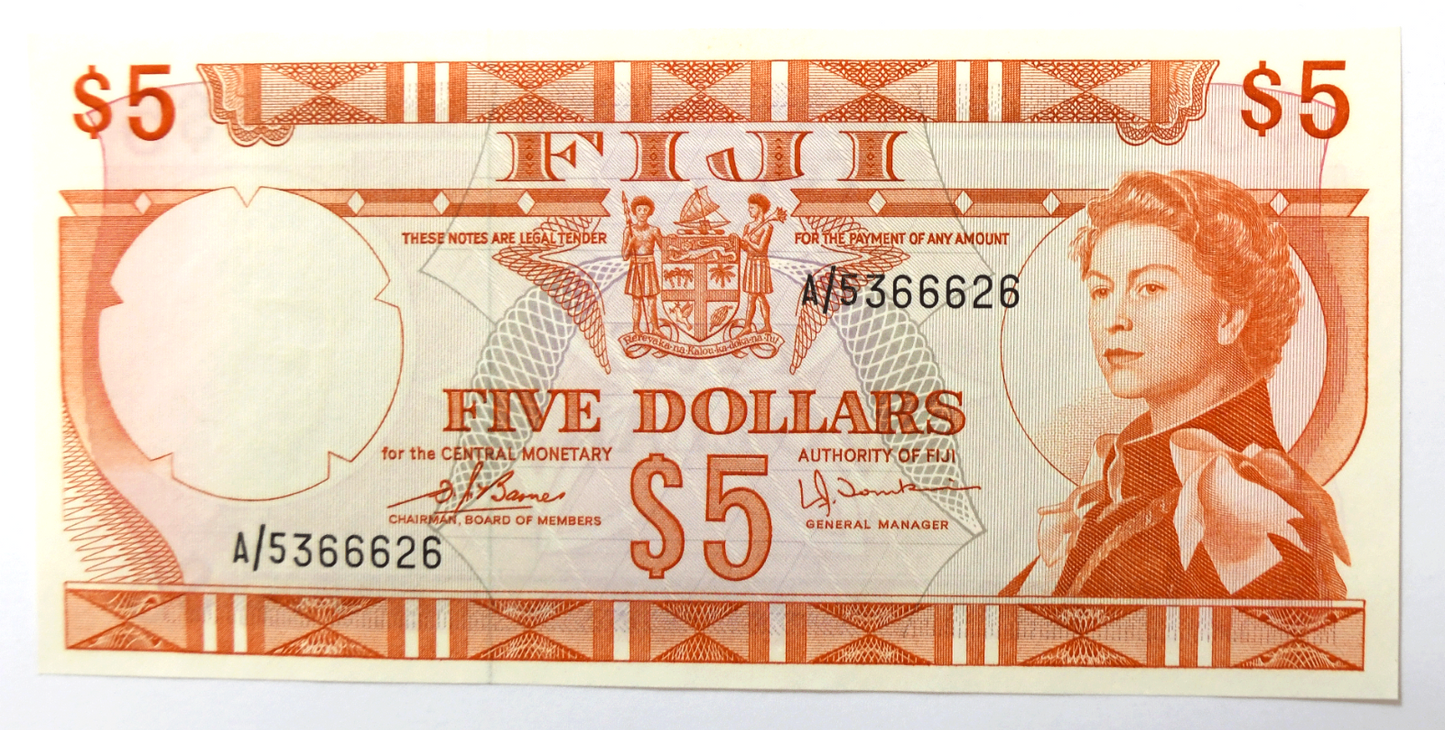 $5
$5
FIJI
THESE NOTES ARE LEGAL TENDER
FOR THE PAYMENT OF ANY AMOUNT
A/5366626
Rerevaka·na·Kalou·ka·doka·na·Tui
FIVE DOLLARS
for the CENTRAL MONETARY
AUTHORITY OF FIJI
$5
CHAIRMAN, BOARD OF MEMBERS
GENERAL MANAGER
A/5366626